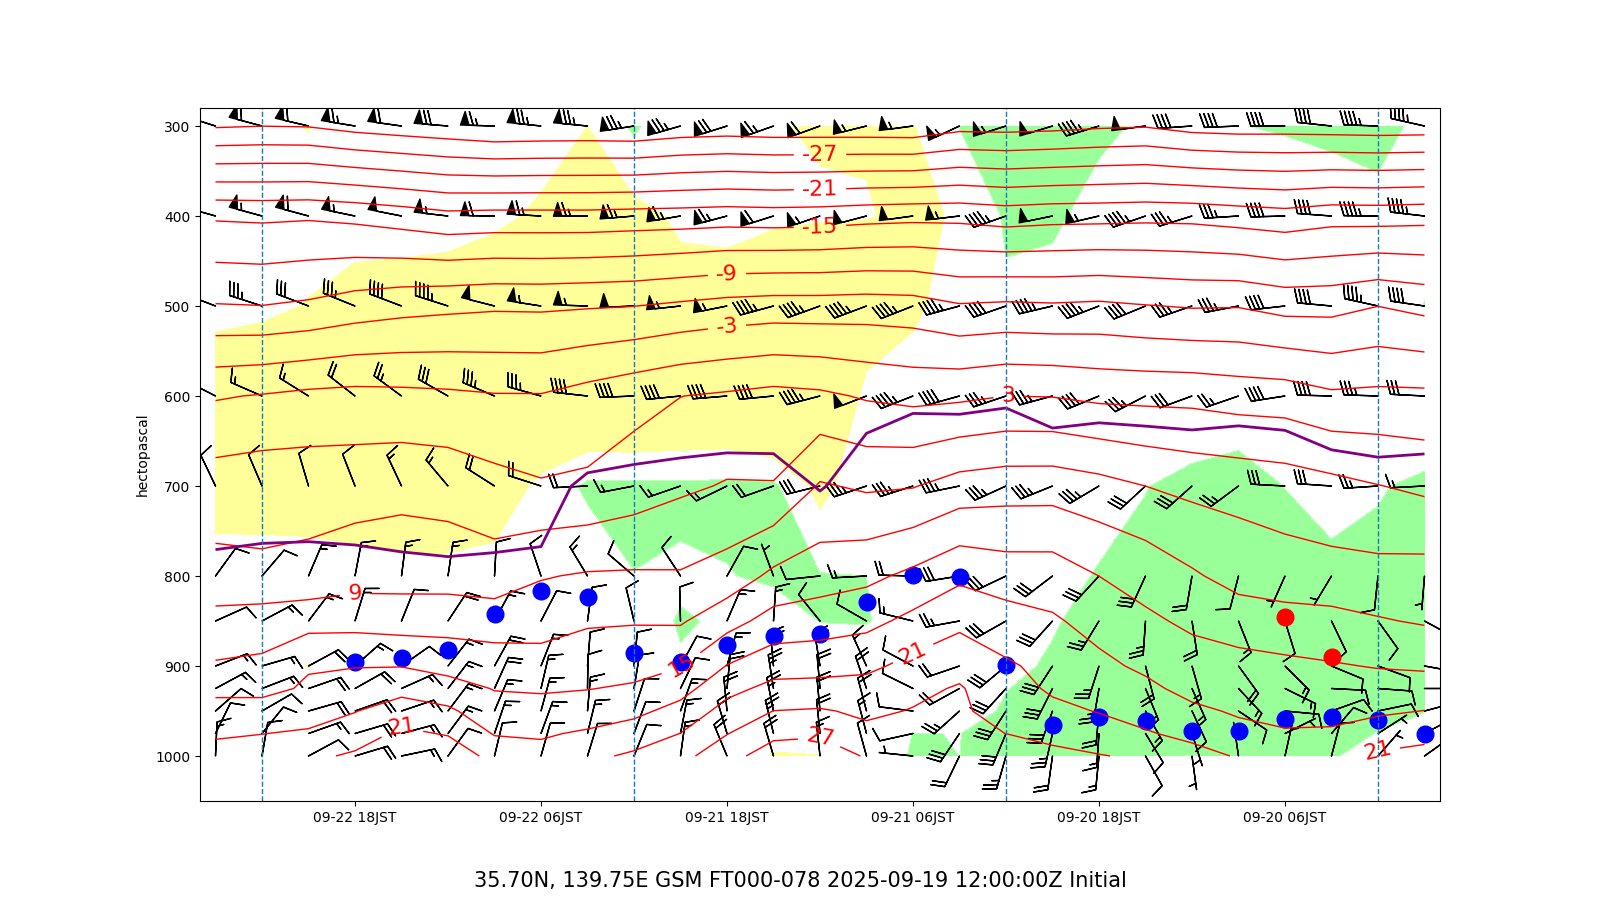 300
-27
-21
400
-15
-9
500
-3
600
3
hectopascal
700
800
9
900
21
15
21
27
21
1000
09-22 18JST
09-22 06JST
09-21 18JST
09-21 06JST
09-20 18JST
09-20 06JST
35.70N, 139.75E GSM FT000-078 2025-09-19 12:00:00Z Initial